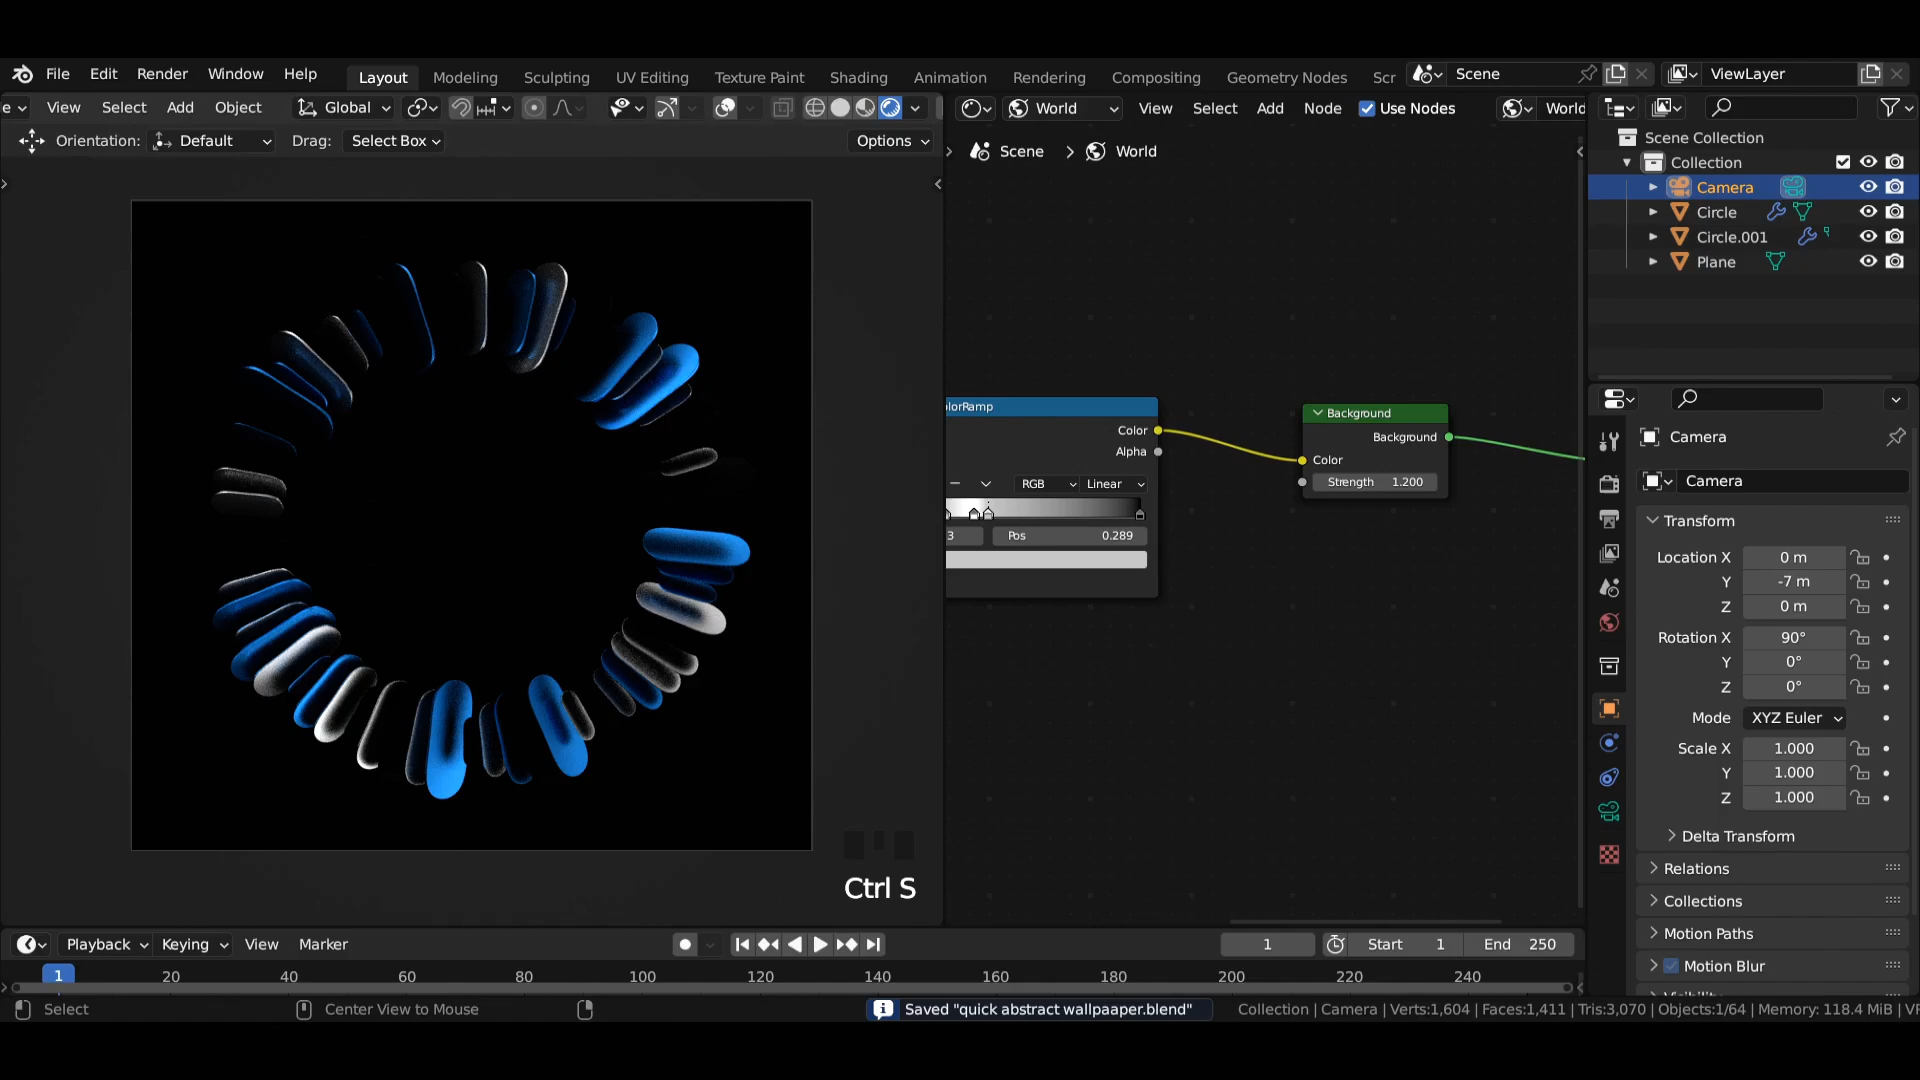 File Edit Render Window Help Layout Modeling Sculpting UV Editing Texture Paint Shading Animation Rendering Compositing Geometry Nodes Scr Scene ViewLayer
e View Select Add Object Global World View Select Add Node Use Nodes World
Orientation: Default Drag: Select Box Options
Scene > World
Scene Collection
Collection
Camera
Circle
Circle.001
Plane
lorRamp
Color
Alpha
RGB Linear
3 Pos 0.289
Background
Background
Color
Strength 1.200
Camera
Camera
Transform
Location X 0 m
Y -7 m
Z 0 m
Rotation X 90°
Y 0°
Z 0°
Mode XYZ Euler
Scale X 1.000
Y 1.000
Z 1.000
Delta Transform
Relations
Collections
Motion Paths
Motion Blur
Ctrl S
Playback Keying View Marker 1 Start 1 End 250
1 20 40 60 80 100 120 140 160 180 200 220 240
Select Center View to Mouse Saved "quick abstract wallpaaper.blend" Collection | Camera | Verts:1,604 | Faces:1,411 | Tris:3,070 | Objects:1/64 | Memory: 118.4 MiB | VR